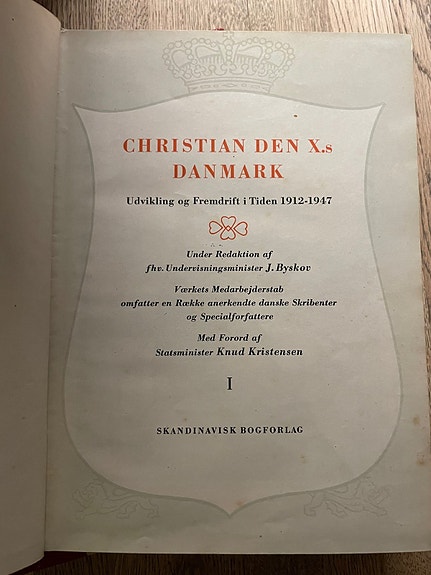 CHRISTIAN DEN X.s
DANMARK
Udvikling og Fremdrift i Tiden 1912-1947
Under Redaktion af
fhv. Undervisningsminister J. Byskov
Værkets Medarbejderstab
omfatter en Række anerkendte danske Skribenter
og Specialforfattere
Med Forord af
Statsminister Knud Kristensen
I
SKANDINAVISK BOGFORLAG